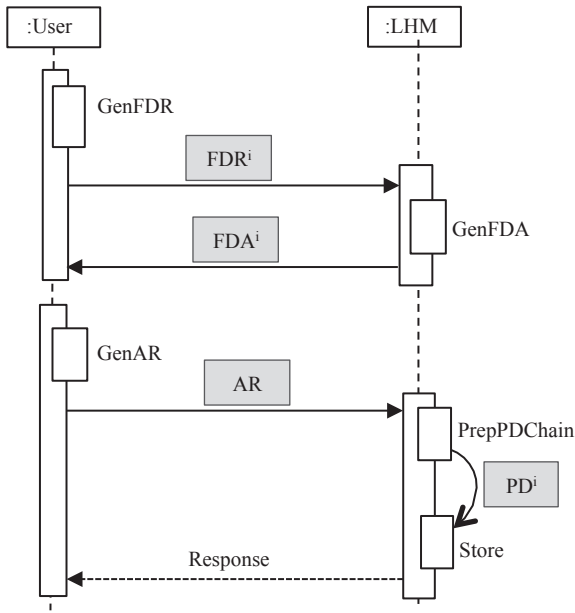 :User
:LHM
GenFDR
FDRⁱ
GenFDA
FDAⁱ
GenAR
AR
PrepPDChain
PDⁱ
Store
Response